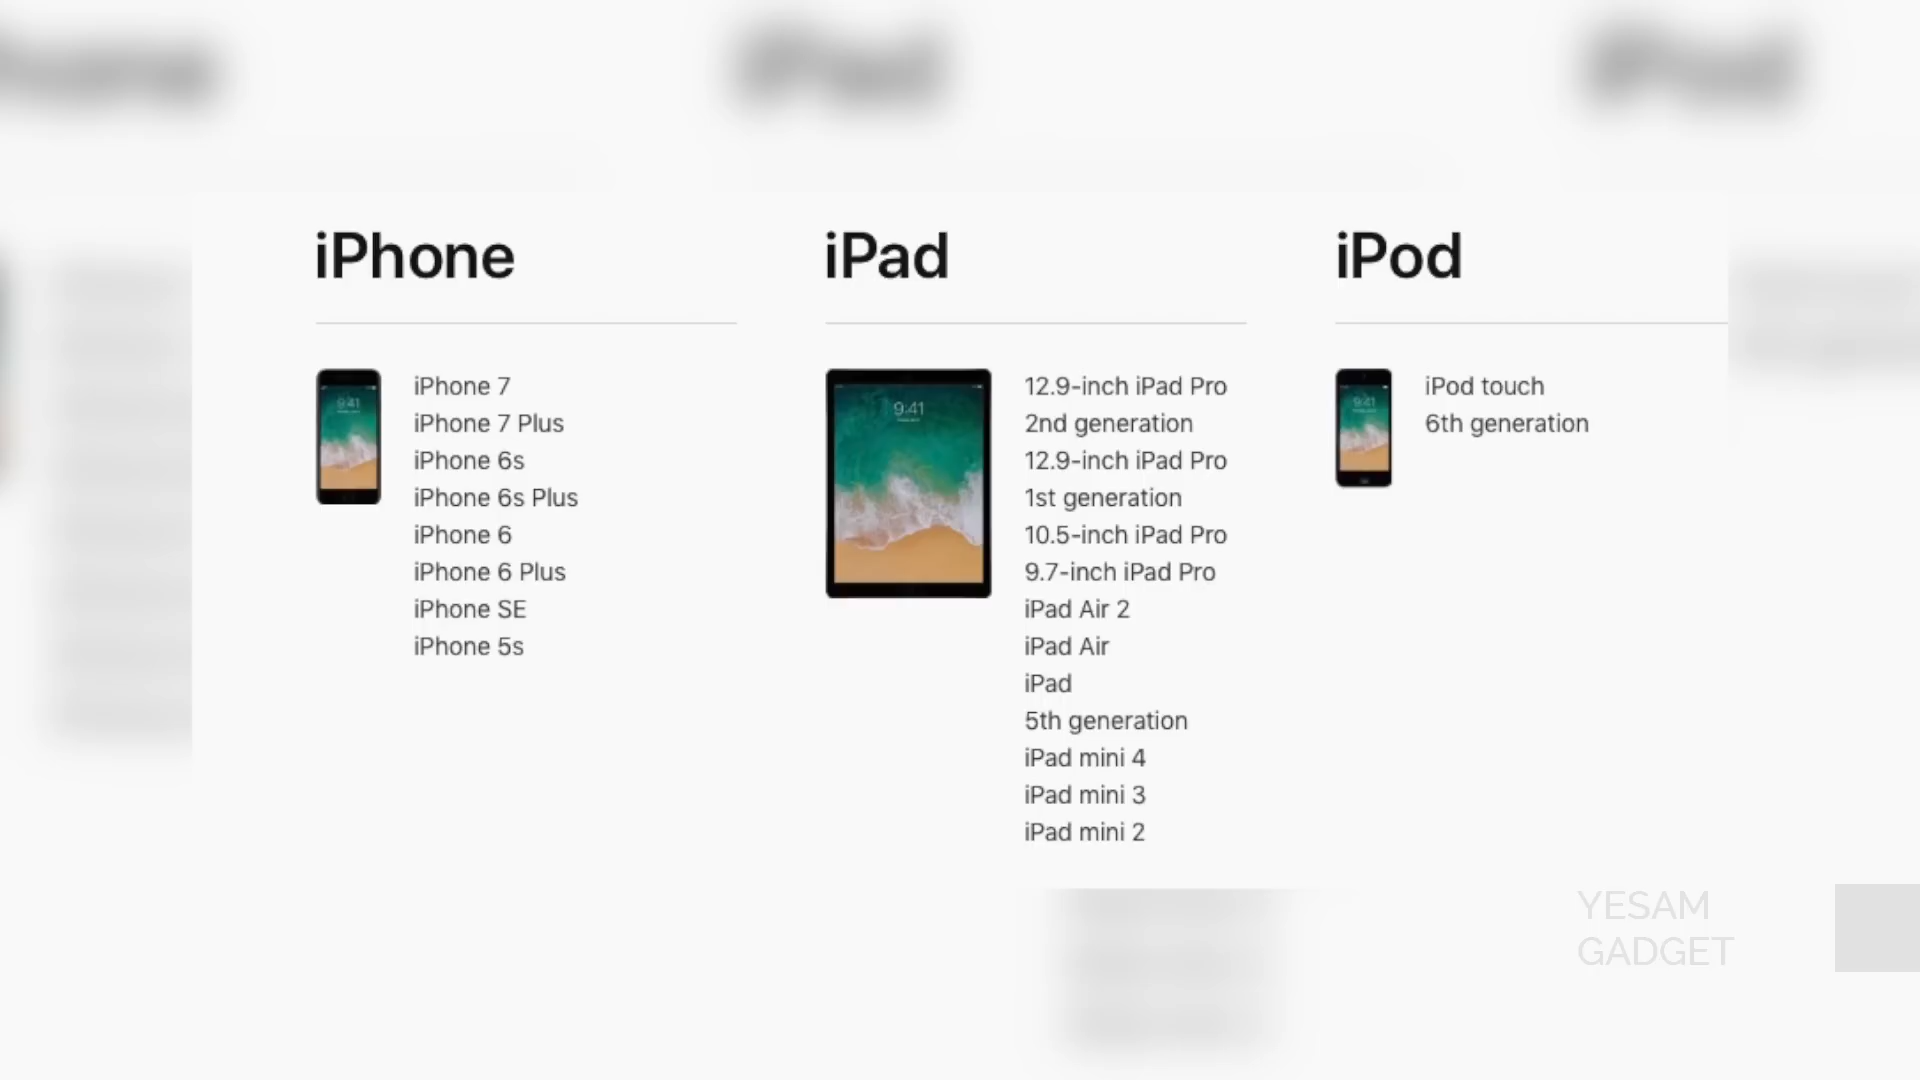 iPhone
iPhone 7
iPhone 7 Plus
iPhone 6s
iPhone 6s Plus
iPhone 6
iPhone 6 Plus
iPhone SE
iPhone 5s
iPad
9:41
12.9-inch iPad Pro
2nd generation
12.9-inch iPad Pro
1st generation
10.5-inch iPad Pro
9.7-inch iPad Pro
iPad Air 2
iPad Air
iPad
5th generation
iPad mini 4
iPad mini 3
iPad mini 2
iPod
iPod touch
6th generation
YESAM
GADGET